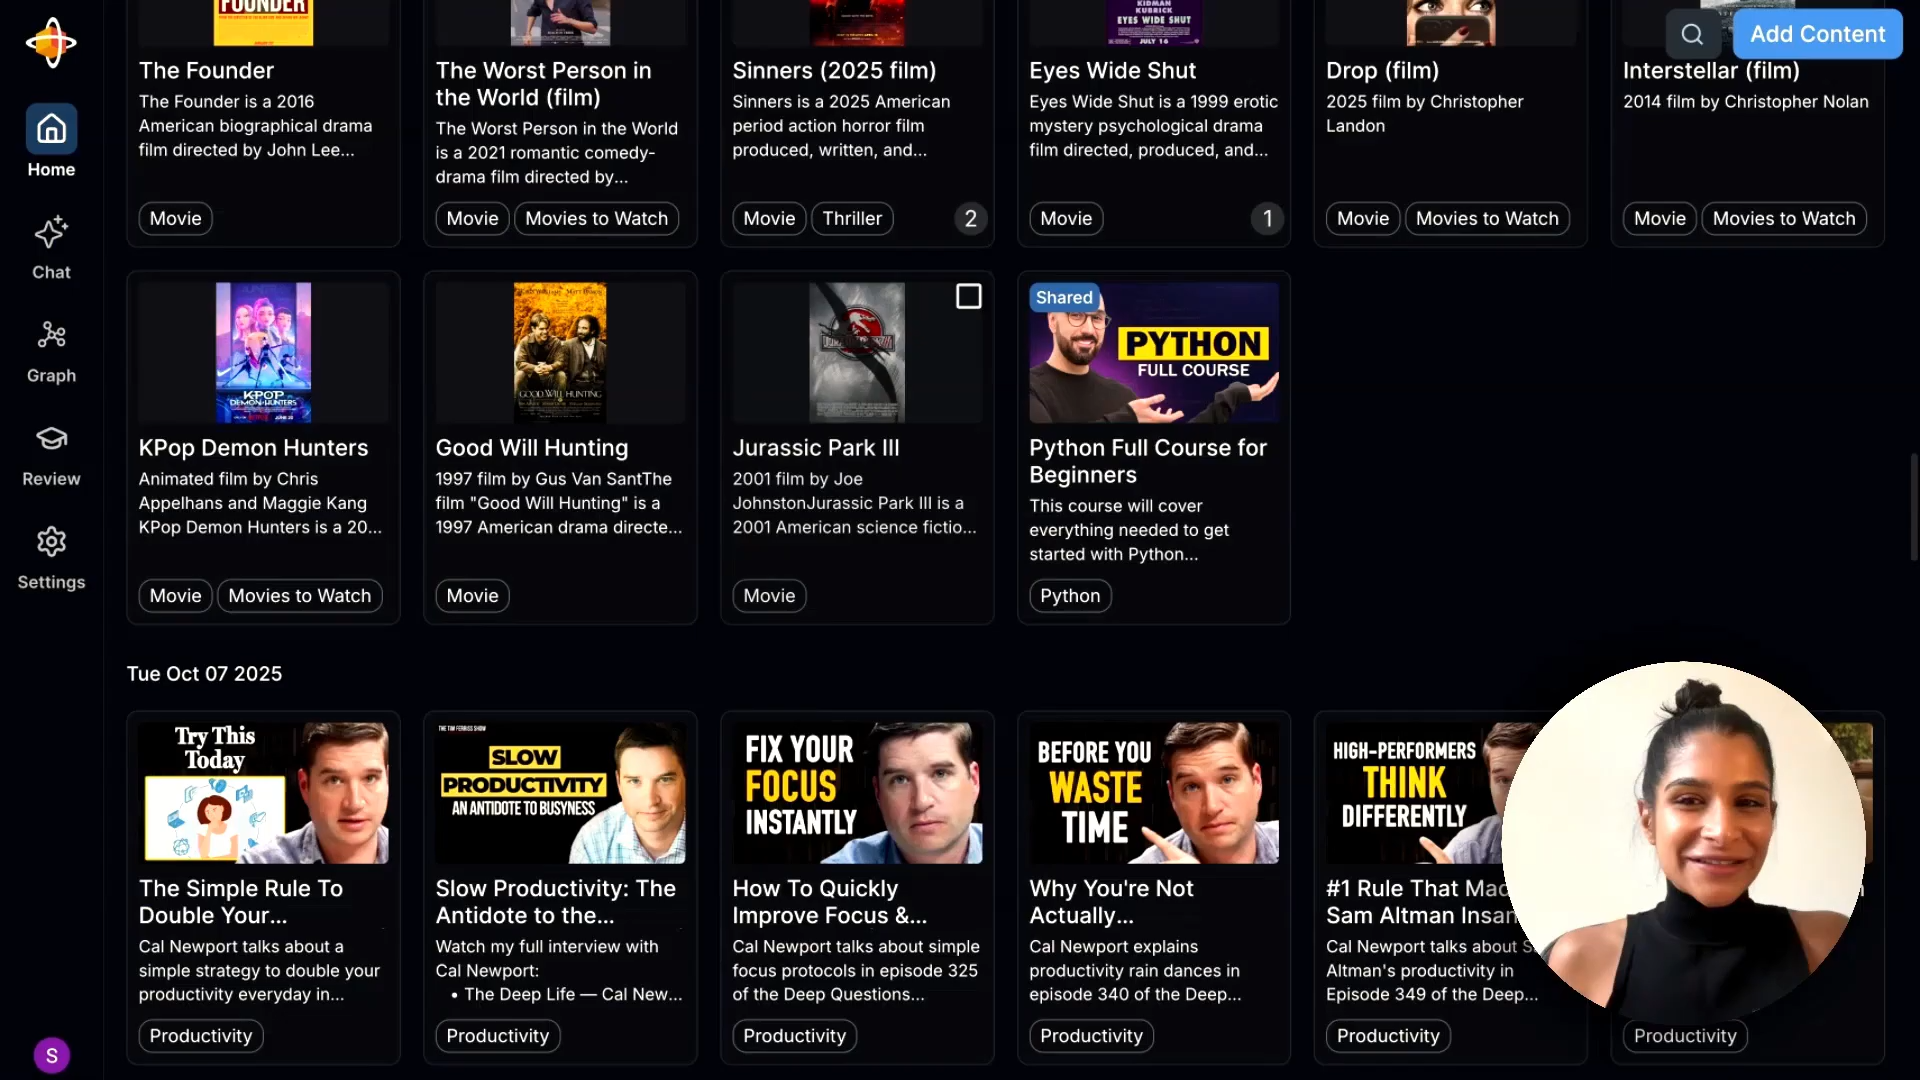 FOUNDER
KIDMAN
KUBRICK
EYES WIDE SHUT
JULY 16
Add Content
The Founder
The Founder is a 2016
American biographical drama
film directed by John Lee...
Movie
The Worst Person in
the World (film)
The Worst Person in the World
is a 2021 romantic comedy-
drama film directed by...
Movie
Movies to Watch
Sinners (2025 film)
Sinners is a 2025 American
period action horror film
produced, written, and...
Movie
Thriller
2
Eyes Wide Shut
Eyes Wide Shut is a 1999 erotic
mystery psychological drama
film directed, produced, and...
Movie
1
Drop (film)
2025 film by Christopher
Landon
Movie
Movies to Watch
Interstellar (film)
2014 film by Christopher Nolan
Movie
Movies to Watch
Home
Chat
Graph
Review
Settings
S
KPOP
DEMON HUNTERS
KPop Demon Hunters
Animated film by Chris
Appelhans and Maggie Kang
KPop Demon Hunters is a 20...
Movie
Movies to Watch
GOOD WILL HUNTING
Good Will Hunting
1997 film by Gus Van SantThe
film "Good Will Hunting" is a
1997 American drama directe...
Movie
Jurassic Park III
2001 film by Joe
JohnstonJurassic Park III is a
2001 American science fictio...
Movie
Shared
PYTHON
FULL COURSE
Python Full Course for
Beginners
This course will cover
everything needed to get
started with Python...
Python
Tue Oct 07 2025
Try This
Today
The Simple Rule To
Double Your...
Cal Newport talks about a
simple strategy to double your
productivity everyday in...
Productivity
THE TIM FERRISS SHOW
SLOW
PRODUCTIVITY
AN ANTIDOTE TO BUSYNESS
Slow Productivity: The
Antidote to the...
Watch my full interview with
Cal Newport:
• The Deep Life — Cal New...
Productivity
FIX YOUR
FOCUS
INSTANTLY
How To Quickly
Improve Focus &...
Cal Newport talks about simple
focus protocols in episode 325
of the Deep Questions...
Productivity
BEFORE YOU
WASTE
TIME
Why You're Not
Actually...
Cal Newport explains
productivity rain dances in
episode 340 of the Deep...
Productivity
HIGH-PERFORMERS
THINK
DIFFERENTLY
#1 Rule That Mad
Sam Altman Insan
Cal Newport talks about S
Altman's productivity in
Episode 349 of the Deep...
Productivity
Productivity